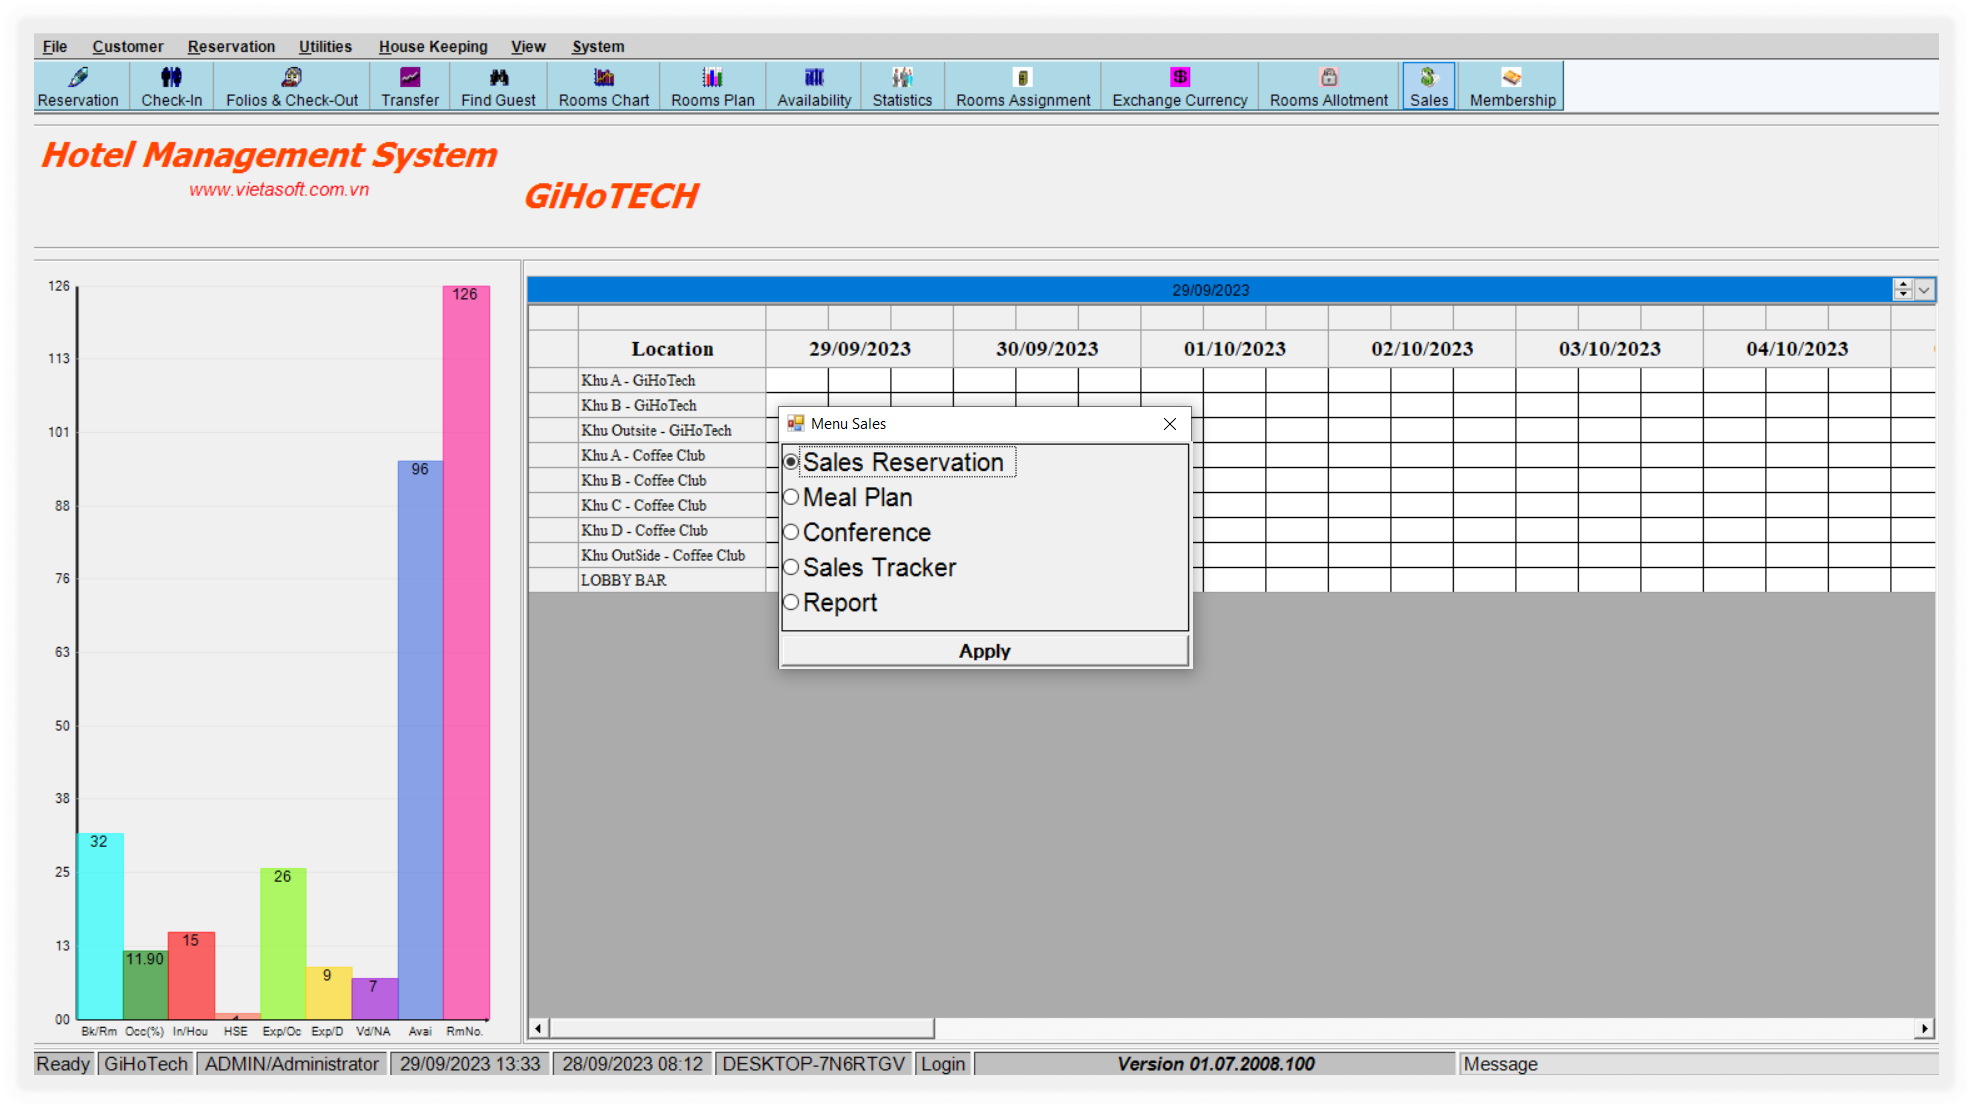 File Customer Reservation Utilities House Keeping View System
Reservation Check-In Folios & Check-Out Transfer Find Guest Rooms Chart Rooms Plan Availability Statistics Rooms Assignment Exchange Currency Rooms Allotment Sales Membership
Hotel Management System
www.vietasoft.com.vn
GiHoTECH
126
113
101
88
76
63
50
38
25
13
00
32
11.90
15
26
9
7
96
126
Bk/Rm Occ(%) In/Hou HSE Exp/Oc Exp/D Vd/NA Avai RmNo.
29/09/2023
Location 29/09/2023 30/09/2023 01/10/2023 02/10/2023 03/10/2023 04/10/2023
Khu A - GiHoTech
Khu B - GiHoTech
Khu Outsite - GiHoTech
Khu A - Coffee Club
Khu B - Coffee Club
Khu C - Coffee Club
Khu D - Coffee Club
Khu OutSide - Coffee Club
LOBBY BAR
Menu Sales
Sales Reservation
Meal Plan
Conference
Sales Tracker
Report
Apply
Ready GiHoTech ADMIN/Administrator 29/09/2023 13:33 28/09/2023 08:12 DESKTOP-7N6RTGV Login Version 01.07.2008.100 Message